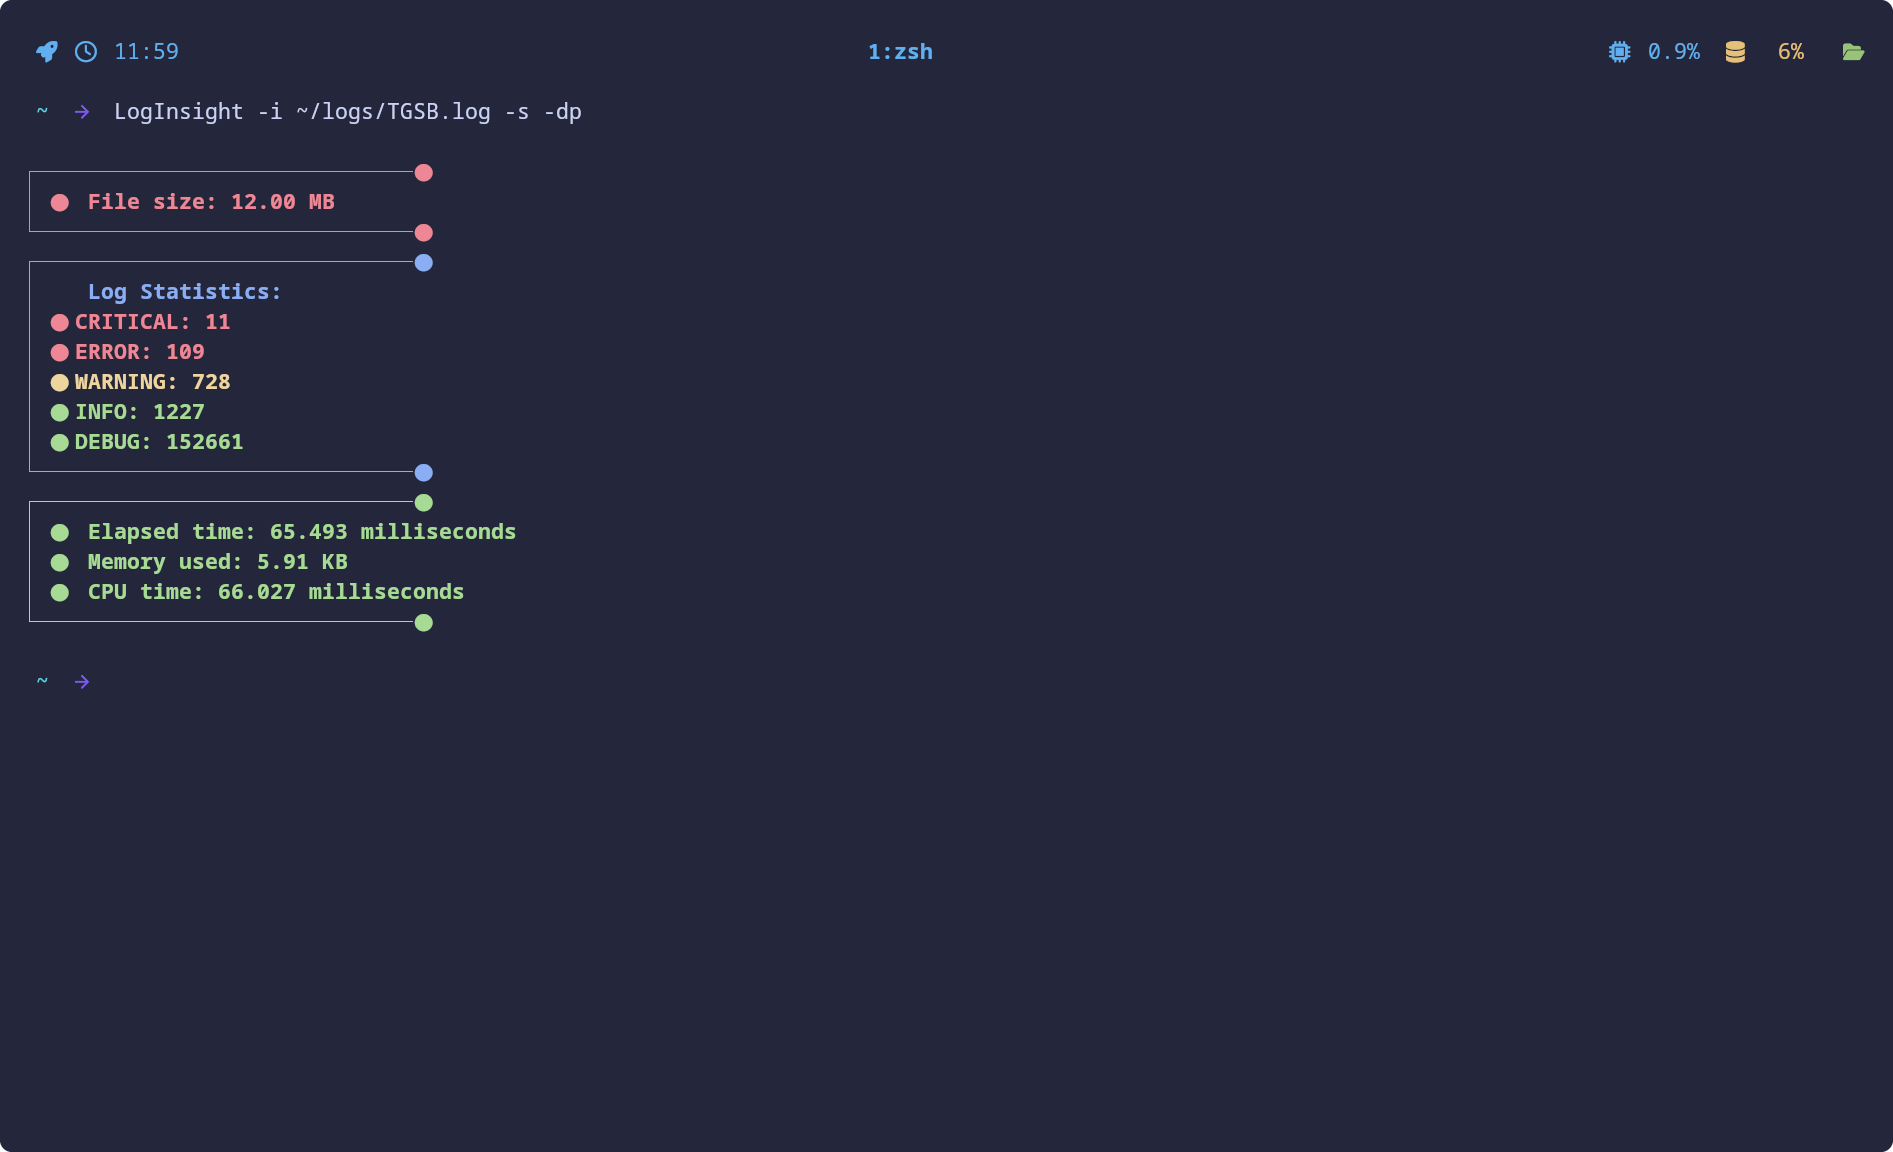 11:59 1:zsh 0.9% 6%
~ → LogInsight -i ~/logs/TGSB.log -s -dp
File size: 12.00 MB
Log Statistics:
CRITICAL: 11
ERROR: 109
WARNING: 728
INFO: 1227
DEBUG: 152661
Elapsed time: 65.493 milliseconds
Memory used: 5.91 KB
CPU time: 66.027 milliseconds
~ →